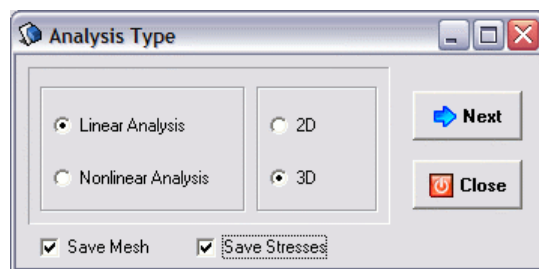 Analysis Type
Linear Analysis
2D
Next
Nonlinear Analysis
3D
Close
Save Mesh
Save Stresses